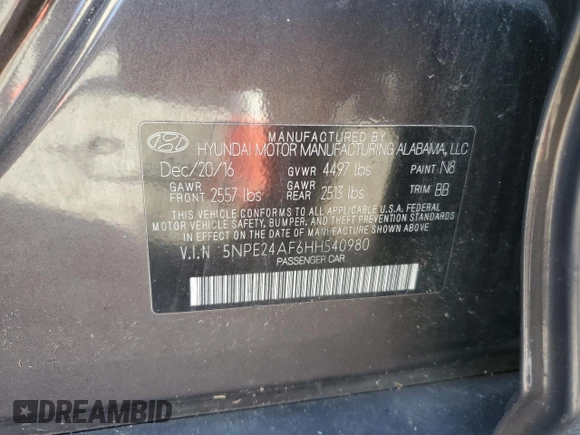 MANUFACTURED BY
HYUNDAI MOTOR MANUFACTURING ALABAMA, LLC
Dec/20/16 GVWR 4497 lbs PAINT N8
GAWR FRONT 2557 lbs GAWR REAR 2513 lbs TRIM BB
THIS VEHICLE CONFORMS TO ALL APPLICABLE U.S.A. FEDERAL
MOTOR VEHICLE SAFETY, BUMPER, AND THEFT PREVENTION STANDARDS
IN EFFECT ON THE DATE OF MANUFACTURE SHOWN ABOVE.
V.I.N 5NPE24AF6HH540980
PASSENGER CAR
DREAMBID